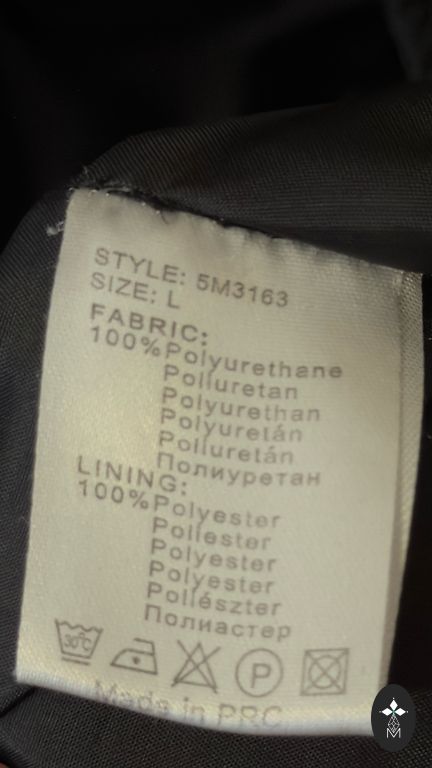 STYLE: 5M3163
SIZE: L
FABRIC:
100%Polyurethane
Poliuretan
Polyurethan
Polyuretán
Poliuretán
Полиуретан
LINING:
100%Polyester
Poliester
Polyester
Polyester
Poliészter
Полиастер
30°C
P
Made in PRC
M